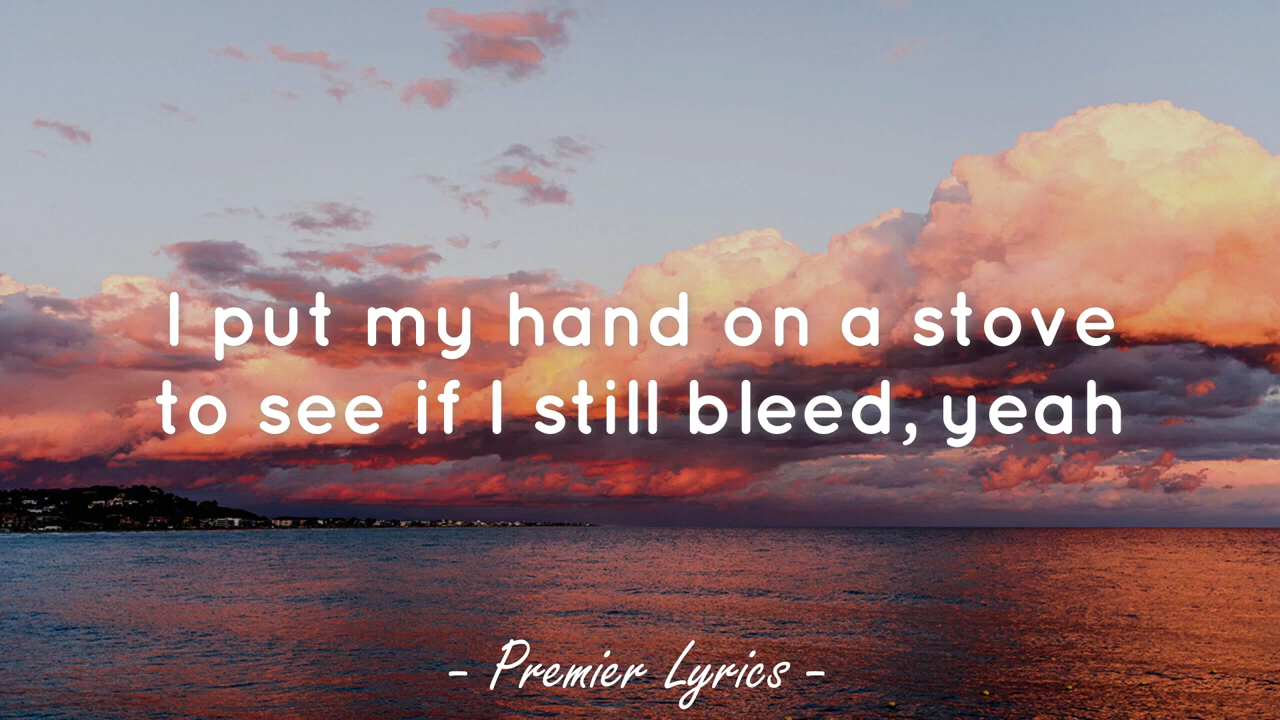 I put my hand on a stove
to see if I still bleed, yeah
- Premier Lyrics -